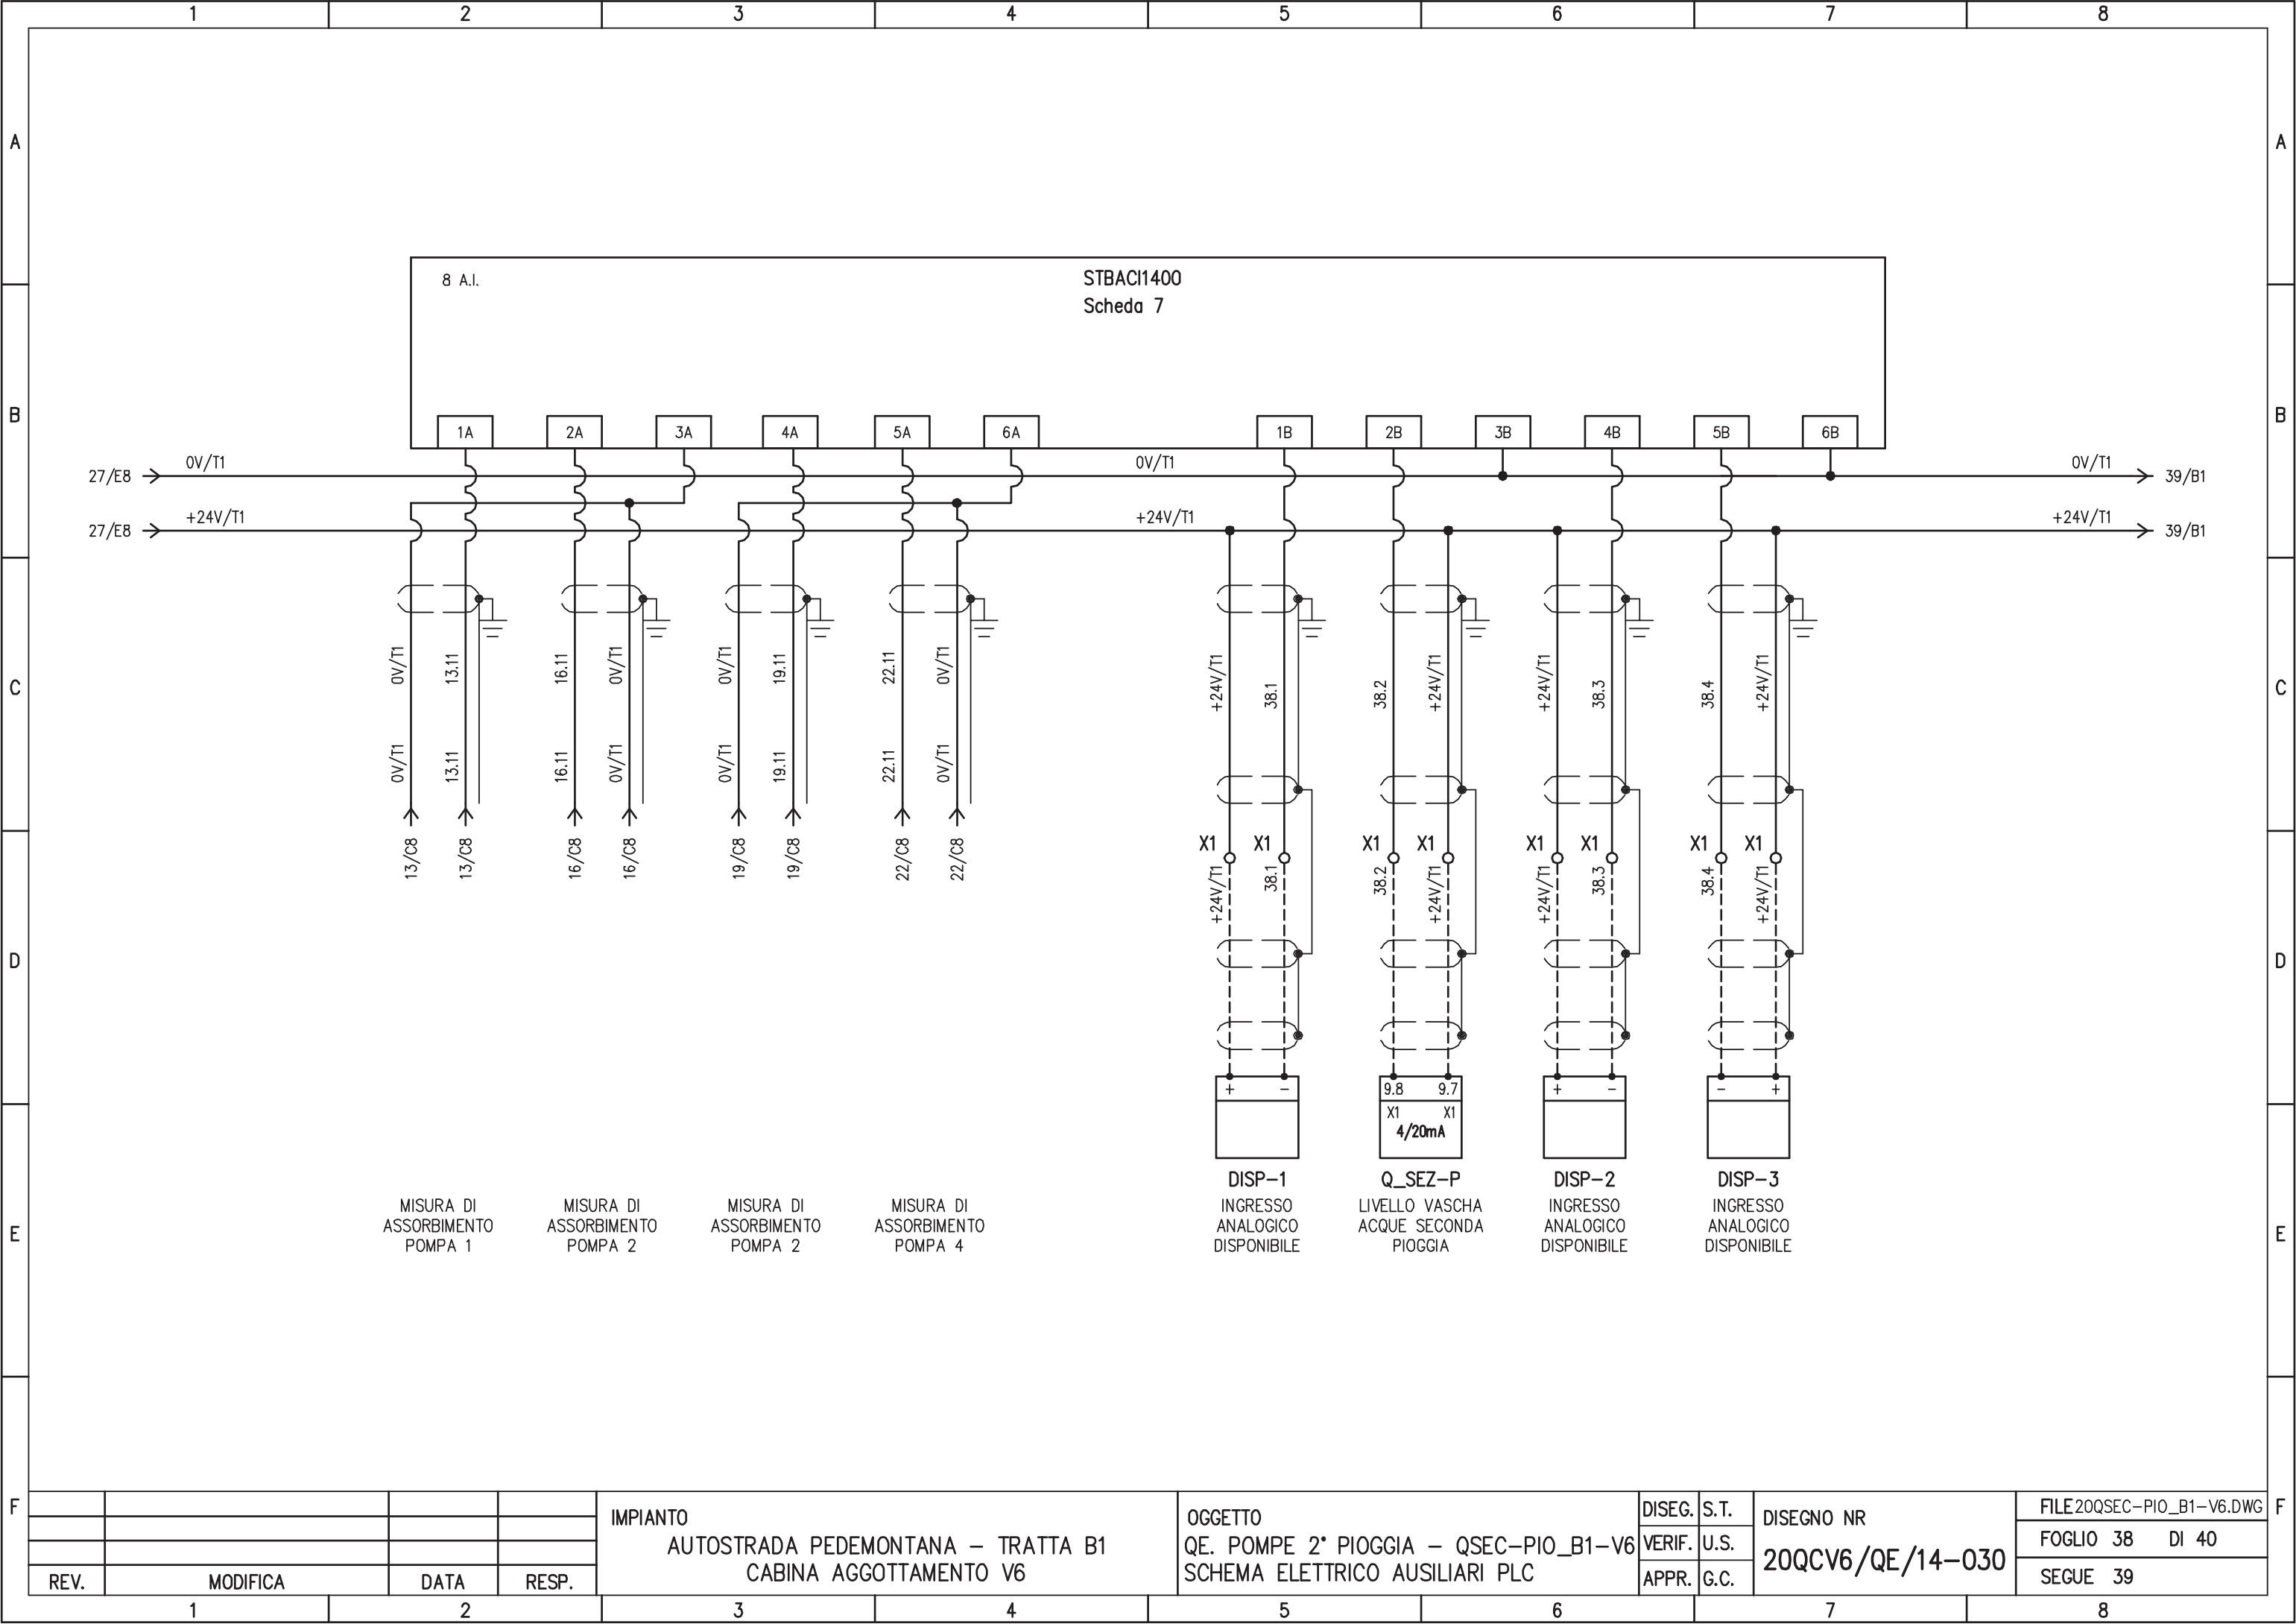 1 2 3 4 5 6 7 8
A A
8 A.I.
STBACI1400
Scheda 7
B B
1A 2A 3A 4A 5A 6A 1B 2B 3B 4B 5B 6B
27/E8 0V/T1 0V/T1 0V/T1 39/B1
27/E8 +24V/T1 +24V/T1 +24V/T1 39/B1
C C
0V/T1 13.11 16.11 0V/T1 0V/T1 19.11 22.11 0V/T1 +24V/T1 38.1 38.2 +24V/T1 +24V/T1 38.3 38.4 +24V/T1
0V/T1 13.11 16.11 0V/T1 0V/T1 19.11 22.11 0V/T1
13/C8 13/C8 16/C8 16/C8 19/C8 19/C8 22/C8 22/C8
X1 X1 X1 X1 X1 X1 X1 X1
+24V/T1 38.1 38.2 +24V/T1 +24V/T1 38.3 38.4 +24V/T1
D D
+ − 9.8 9.7 + − − +
X1 X1
4/20mA
DISP-1 Q_SEZ-P DISP-2 DISP-3
E E
MISURA DI
ASSORBIMENTO
POMPA 1
MISURA DI
ASSORBIMENTO
POMPA 2
MISURA DI
ASSORBIMENTO
POMPA 2
MISURA DI
ASSORBIMENTO
POMPA 4
INGRESSO
ANALOGICO
DISPONIBILE
LIVELLO VASCHA
ACQUE SECONDA
PIOGGIA
INGRESSO
ANALOGICO
DISPONIBILE
INGRESSO
ANALOGICO
DISPONIBILE
F F
REV. MODIFICA DATA RESP.
IMPIANTO
AUTOSTRADA PEDEMONTANA − TRATTA B1
CABINA AGGOTTAMENTO V6
OGGETTO
QE. POMPE 2° PIOGGIA − QSEC-PIO_B1-V6
SCHEMA ELETTRICO AUSILIARI PLC
DISEG. S.T.
VERIF. U.S.
APPR. G.C.
DISEGNO NR
20QCV6/QE/14-030
FILE 20QSEC-PIO_B1-V6.DWG
FOGLIO 38 DI 40
SEGUE 39
1 2 3 4 5 6 7 8